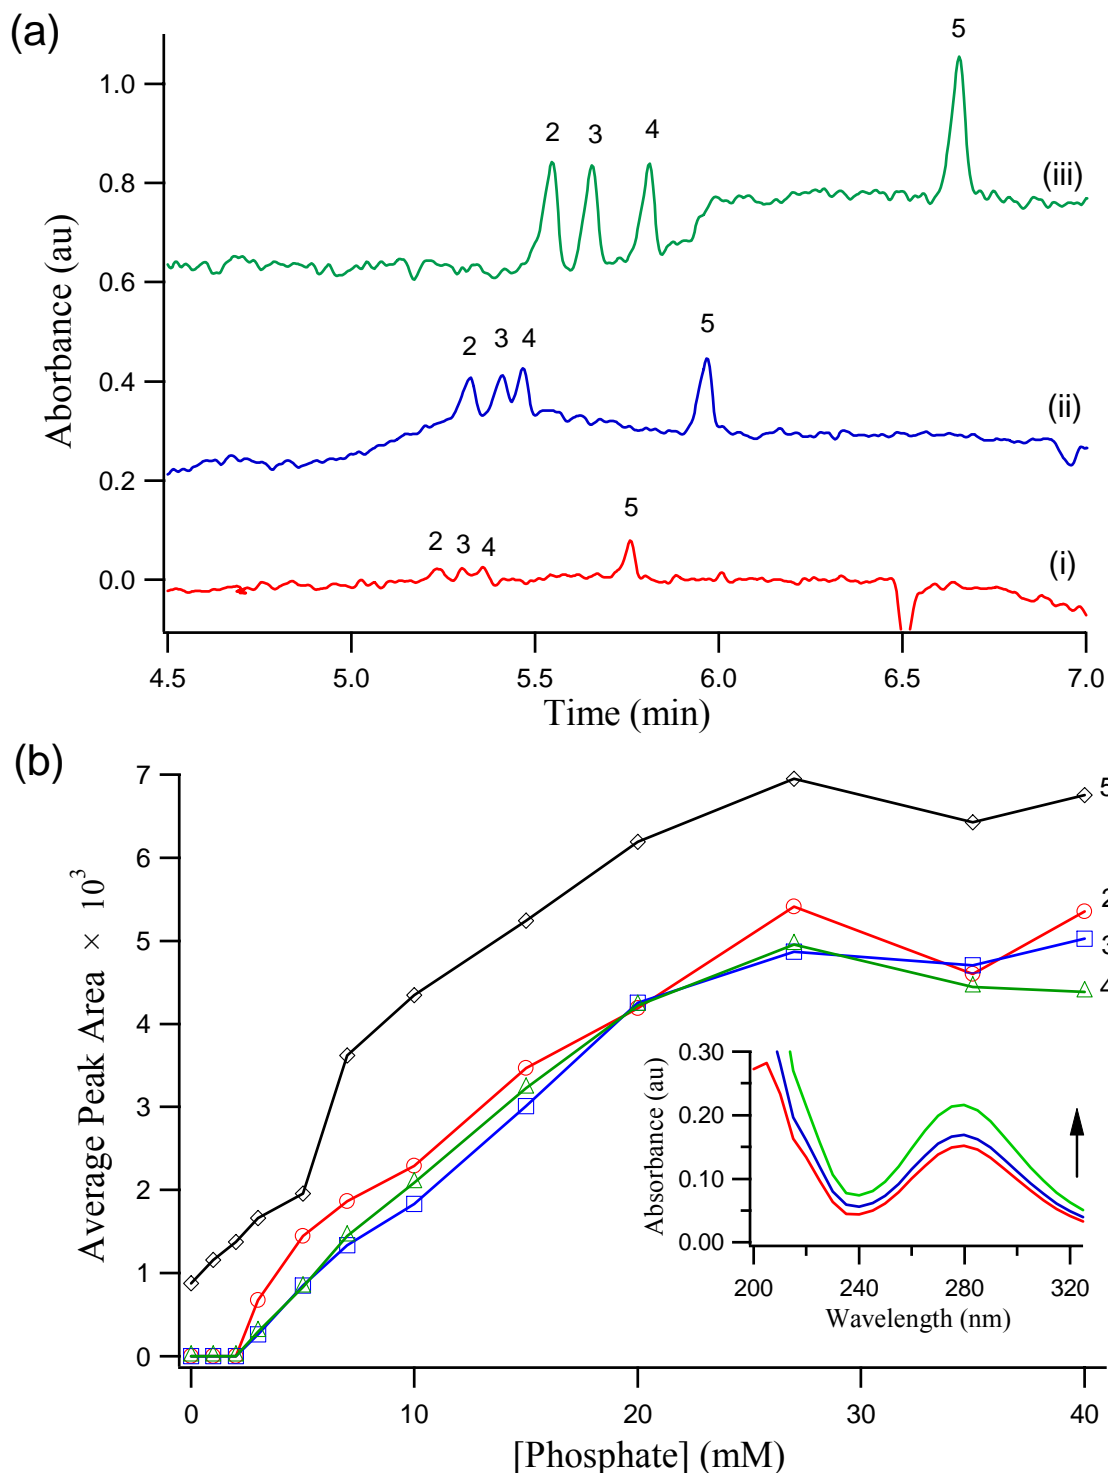 (a)
5
1.0
2 3 4
0.8
(iii)
0.6
Aborbance (au)
5
2 3 4
0.4
(ii)
0.2
5
2 3 4
0.0
(i)
4.5 5.0 5.5 6.0 6.5 7.0
Time (min)
(b)
7
5
6
2
5
3
4
4
Average Peak Area × 10³
3
2
1
0
0.30
0.20
0.10
0.00
Absorbance (au)
200 240 280 320
Wavelength (nm)
0 10 20 30 40
[Phosphate] (mM)